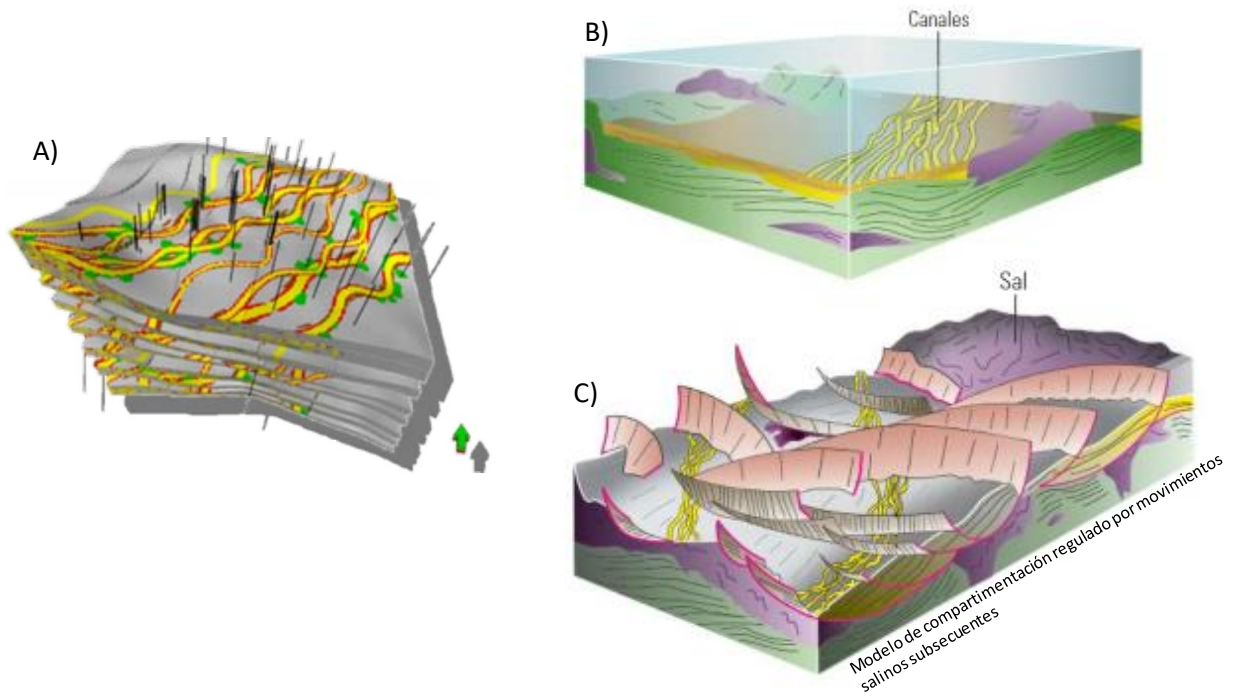 A)
B)
Canales
Sal
C)
Modelo de compartimentación regulado por movimientos
salinos subsecuentes